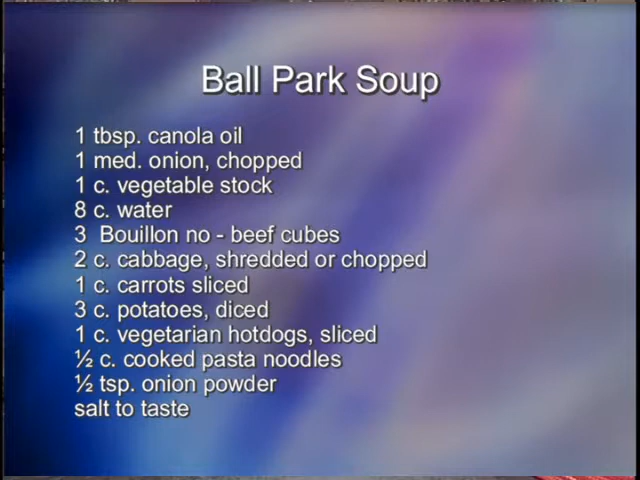 Ball Park Soup
1 tbsp. canola oil
1 med. onion, chopped
1 c. vegetable stock
8 c. water
3  Bouillon no - beef cubes
2 c. cabbage, shredded or chopped
1 c. carrots sliced
3 c. potatoes, diced
1 c. vegetarian hotdogs, sliced
½ c. cooked pasta noodles
½ tsp. onion powder
salt to taste